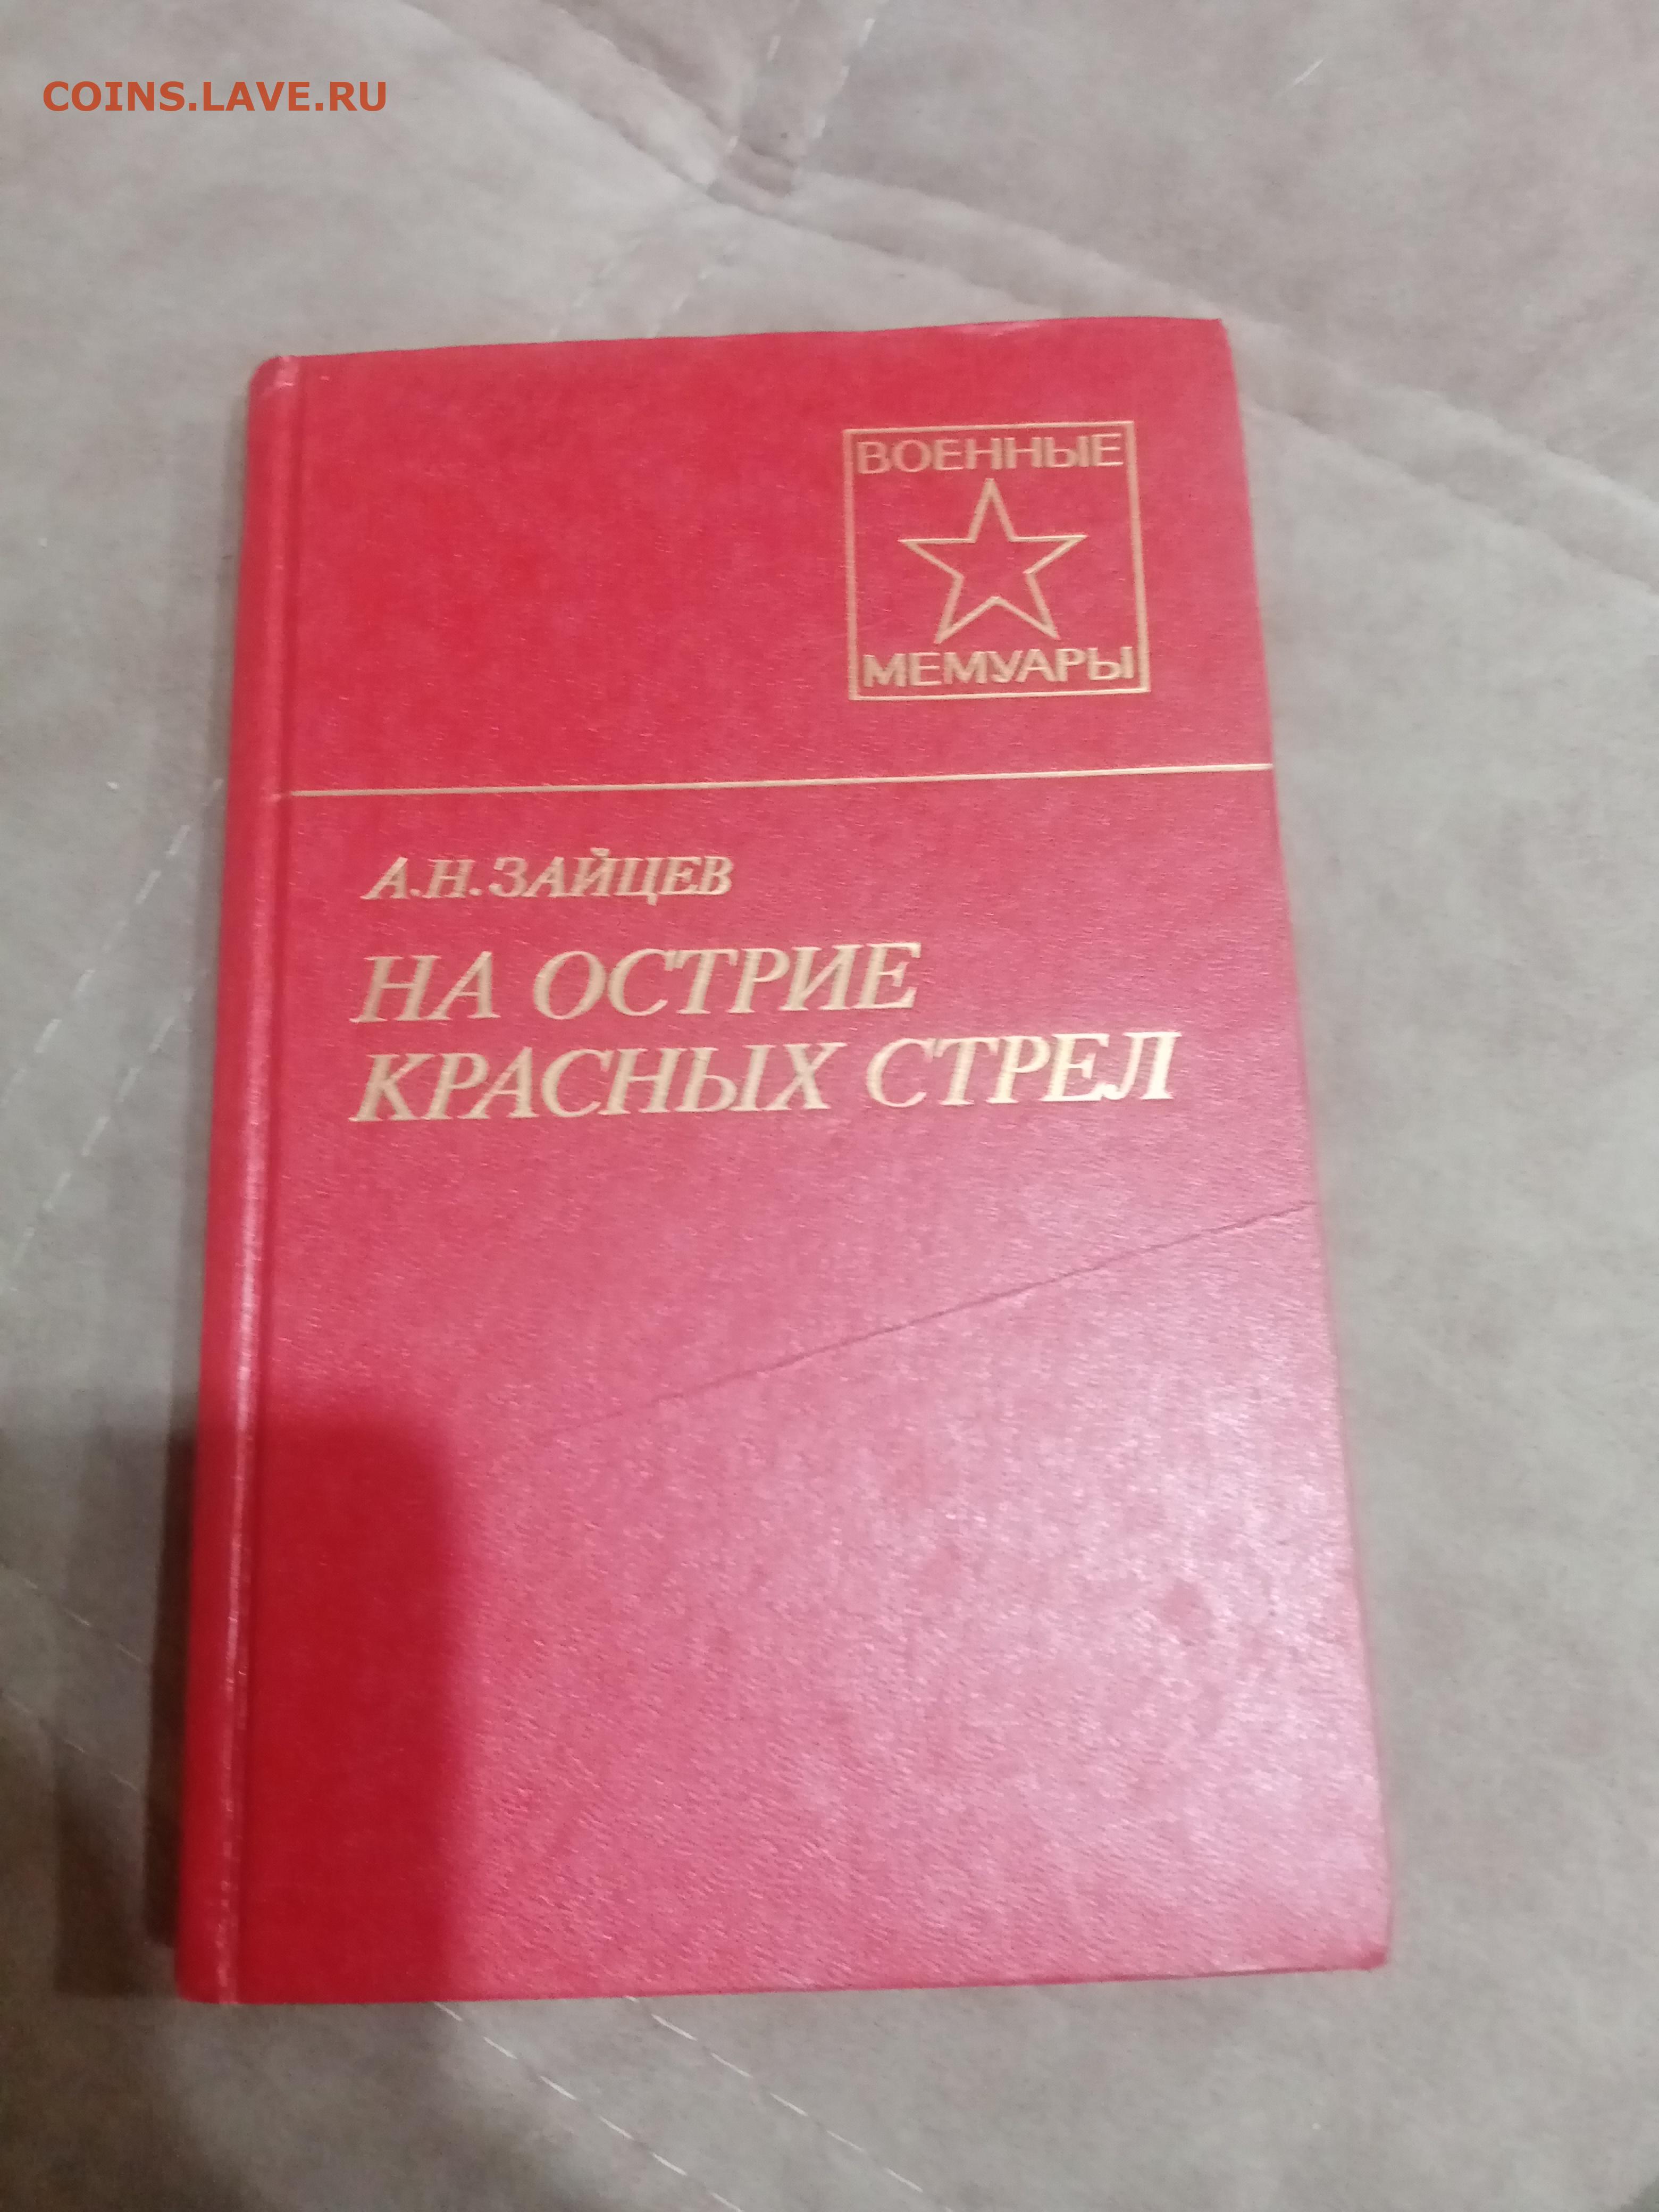 COINS.LAVE.RU
ВОЕННЫЕ
МЕМУАРЫ
А.Н.ЗАЙЦЕВ
НА ОСТРИЕ
КРАСНЫХ СТРЕЛ